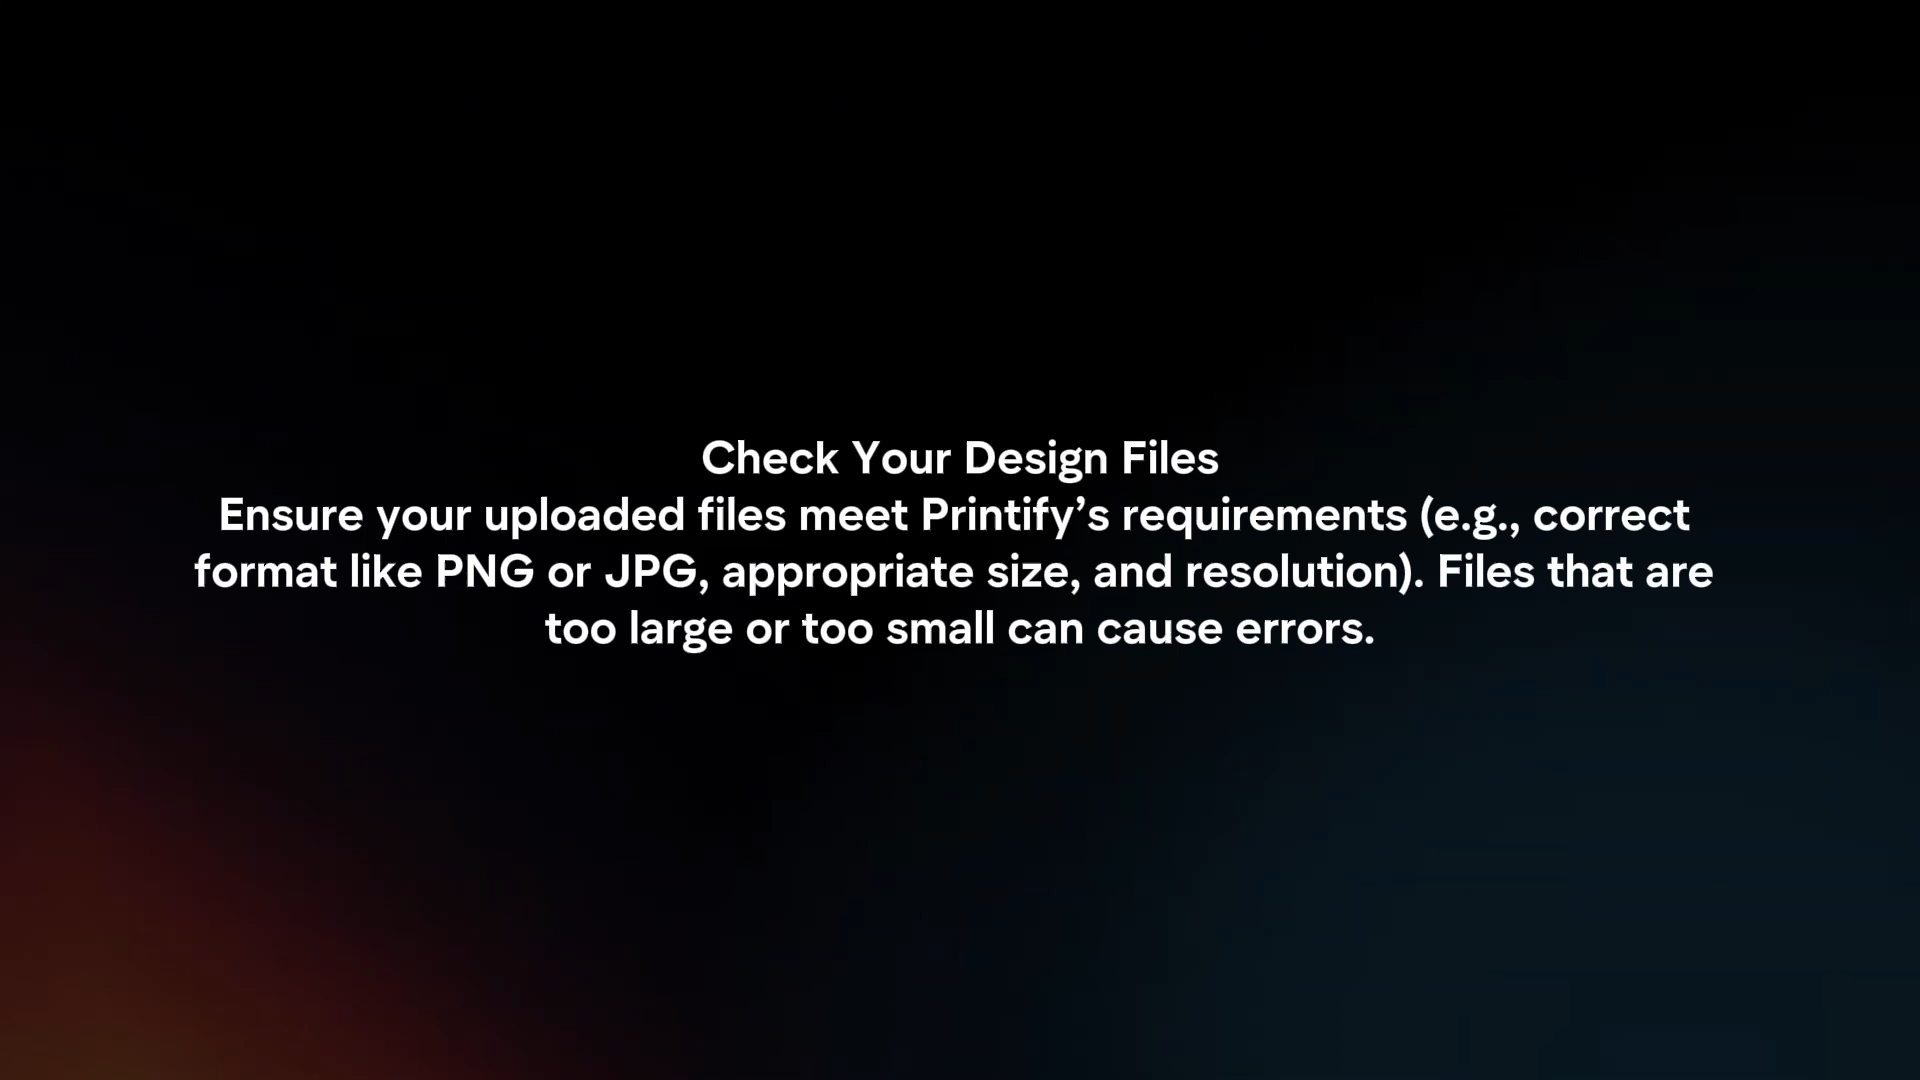 Check Your Design Files
Ensure your uploaded files meet Printify’s requirements (e.g., correct
format like PNG or JPG, appropriate size, and resolution). Files that are
too large or too small can cause errors.